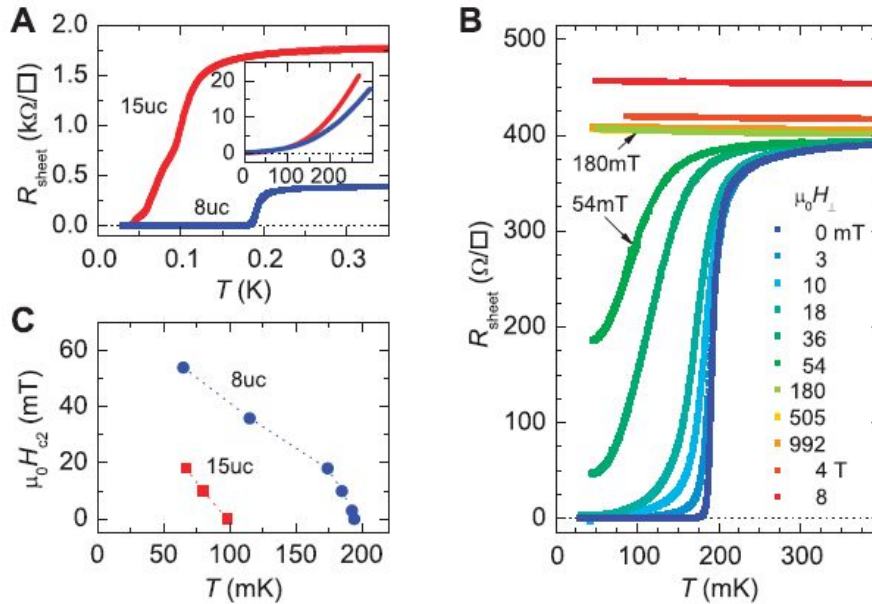 A
R_sheet (kΩ/□)
2.0
1.5
1.0
0.5
0.0
15uc
8uc
20
10
0
0 100 200
0.0 0.1 0.2 0.3
T (K)
C
μ₀H_c2 (mT)
60
40
20
0
8uc
15uc
0 50 100 150 200
T (mK)
B
R_sheet (Ω/□)
500
400
300
200
100
0
180mT
54mT
μ₀H_⊥
0 mT
3
10
18
36
54
180
505
992
4 T
8
0 100 200 300
T (mK)